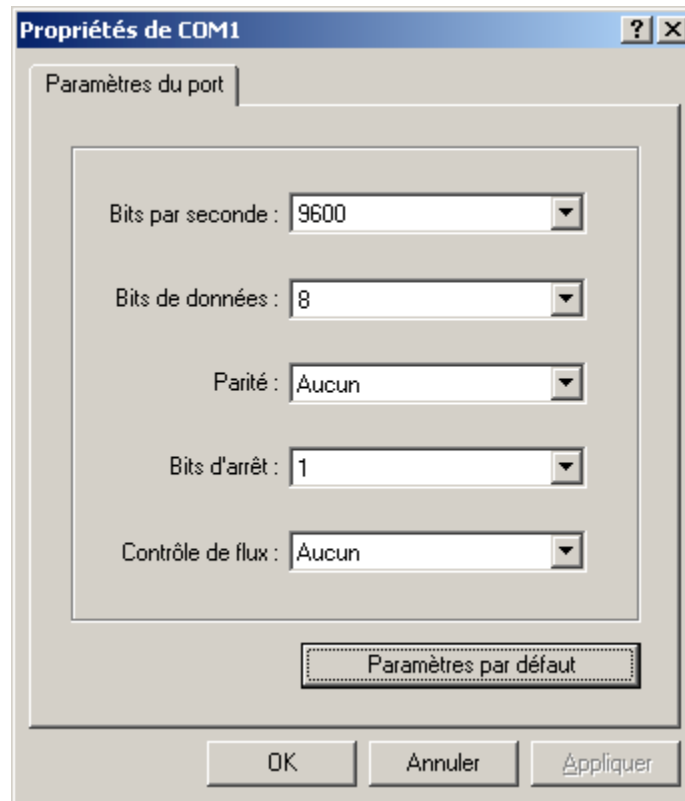 Propriétés de COM1
Paramètres du port
Bits par seconde : 9600
Bits de données : 8
Parité : Aucun
Bits d'arrêt : 1
Contrôle de flux : Aucun
Paramètres par défaut
OK Annuler Appliquer